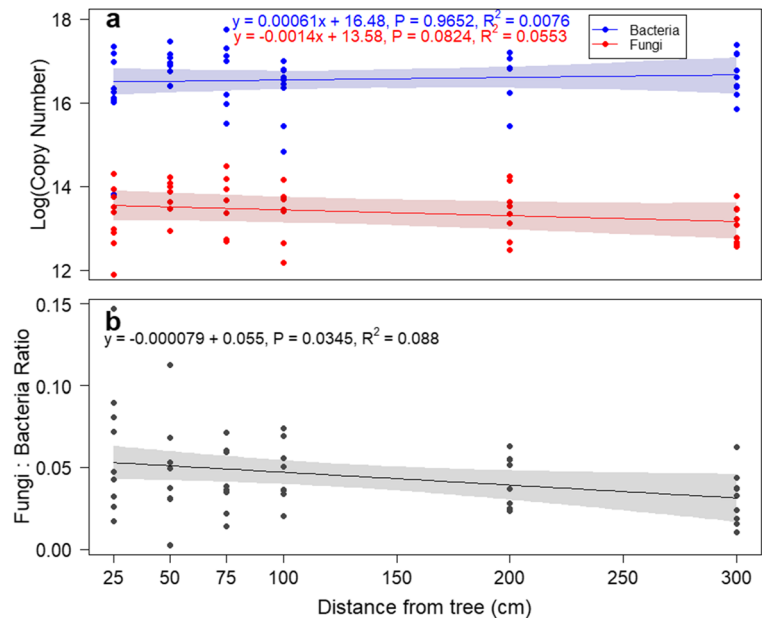 a
y = 0.00061x + 16.48, P = 0.9652, R² = 0.0076
y = -0.0014x + 13.58, P = 0.0824, R² = 0.0553
Bacteria
Fungi
Log(Copy Number)
18
16
14
12
b
y = -0.000079 + 0.055, P = 0.0345, R² = 0.088
Fungi : Bacteria Ratio
0.15
0.10
0.05
0.00
25 50 75 100 150 200 250 300
Distance from tree (cm)